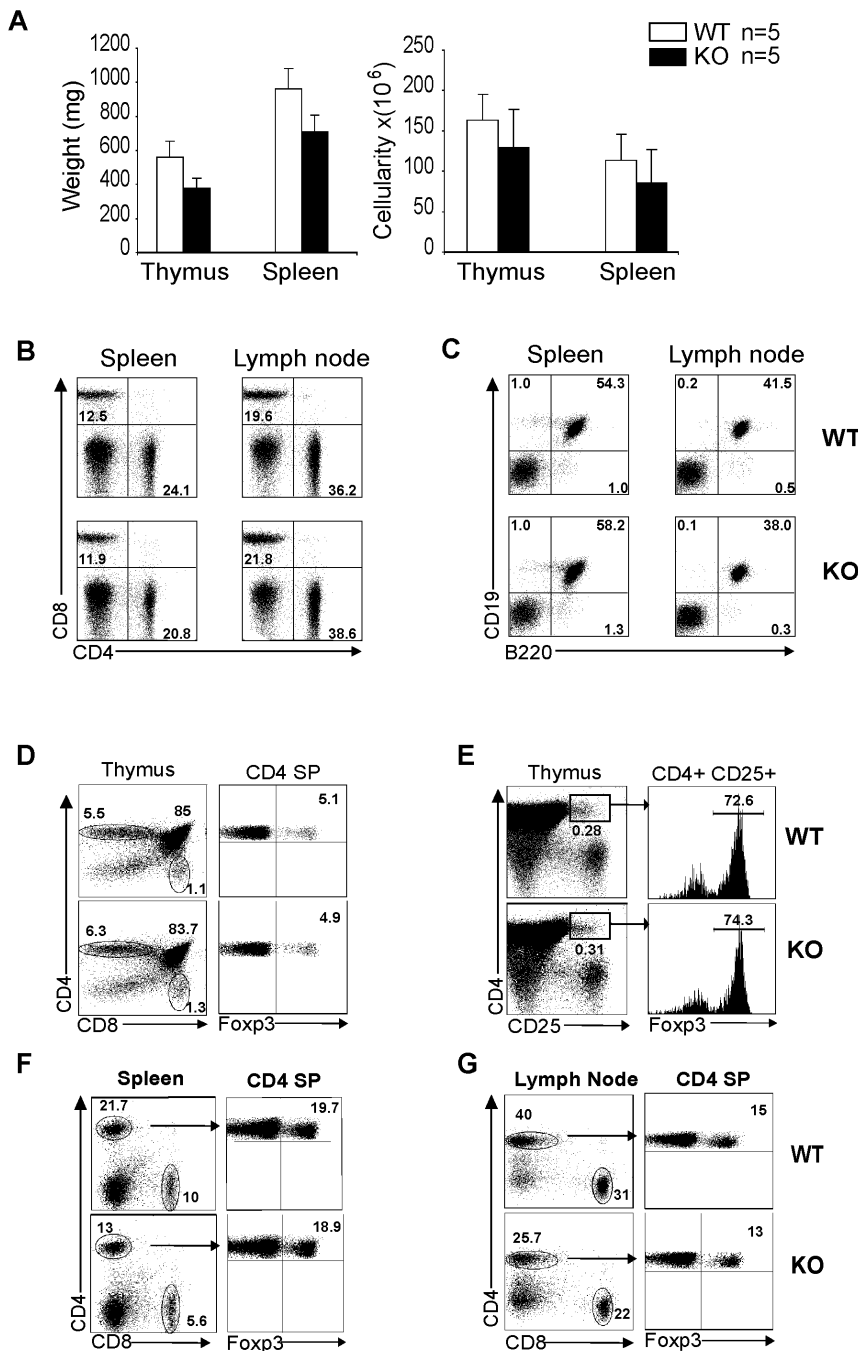 A
WT n=5
KO n=5
Weight (mg)
1200
1000
800
600
400
200
0
Thymus Spleen
Cellularity x(10⁶)
250
200
150
100
50
0
Thymus Spleen
B
Spleen Lymph node
12.5
24.1
19.6
36.2
11.9
20.8
21.8
38.6
CD8
CD4
C
Spleen Lymph node
1.0 54.3
1.0
0.2 41.5
0.5
WT
1.0 58.2
1.3
0.1 38.0
0.3
KO
CD19
B220
D
Thymus CD4 SP
5.5 85
1.1
5.1
6.3 83.7
1.3
4.9
CD4
CD8
Foxp3
E
Thymus CD4+ CD25+
0.28
72.6
WT
0.31
74.3
KO
CD4
CD25
Foxp3
F
Spleen CD4 SP
21.7
10
19.7
13
5.6
18.9
CD4
CD8
Foxp3
G
Lymph Node CD4 SP
40
31
15
WT
25.7
22
13
KO
CD4
CD8
Foxp3